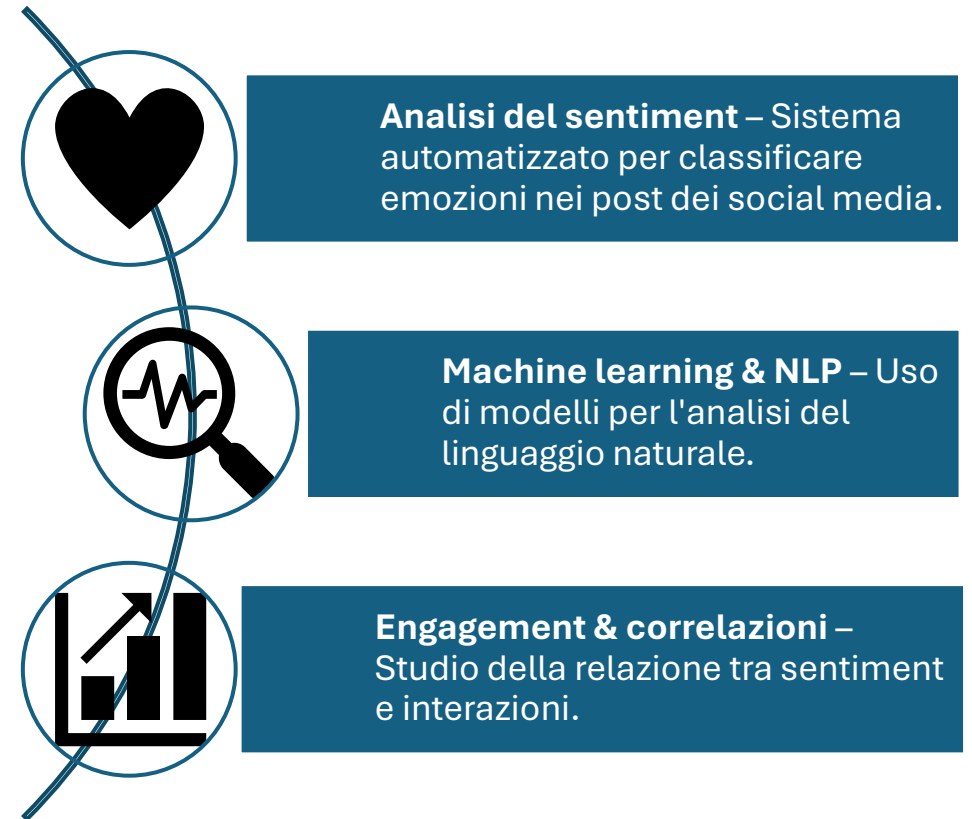 Analisi del sentiment – Sistema
automatizzato per classificare
emozioni nei post dei social media.
Machine learning & NLP – Uso
di modelli per l'analisi del
linguaggio naturale.
Engagement & correlazioni –
Studio della relazione tra sentiment
e interazioni.